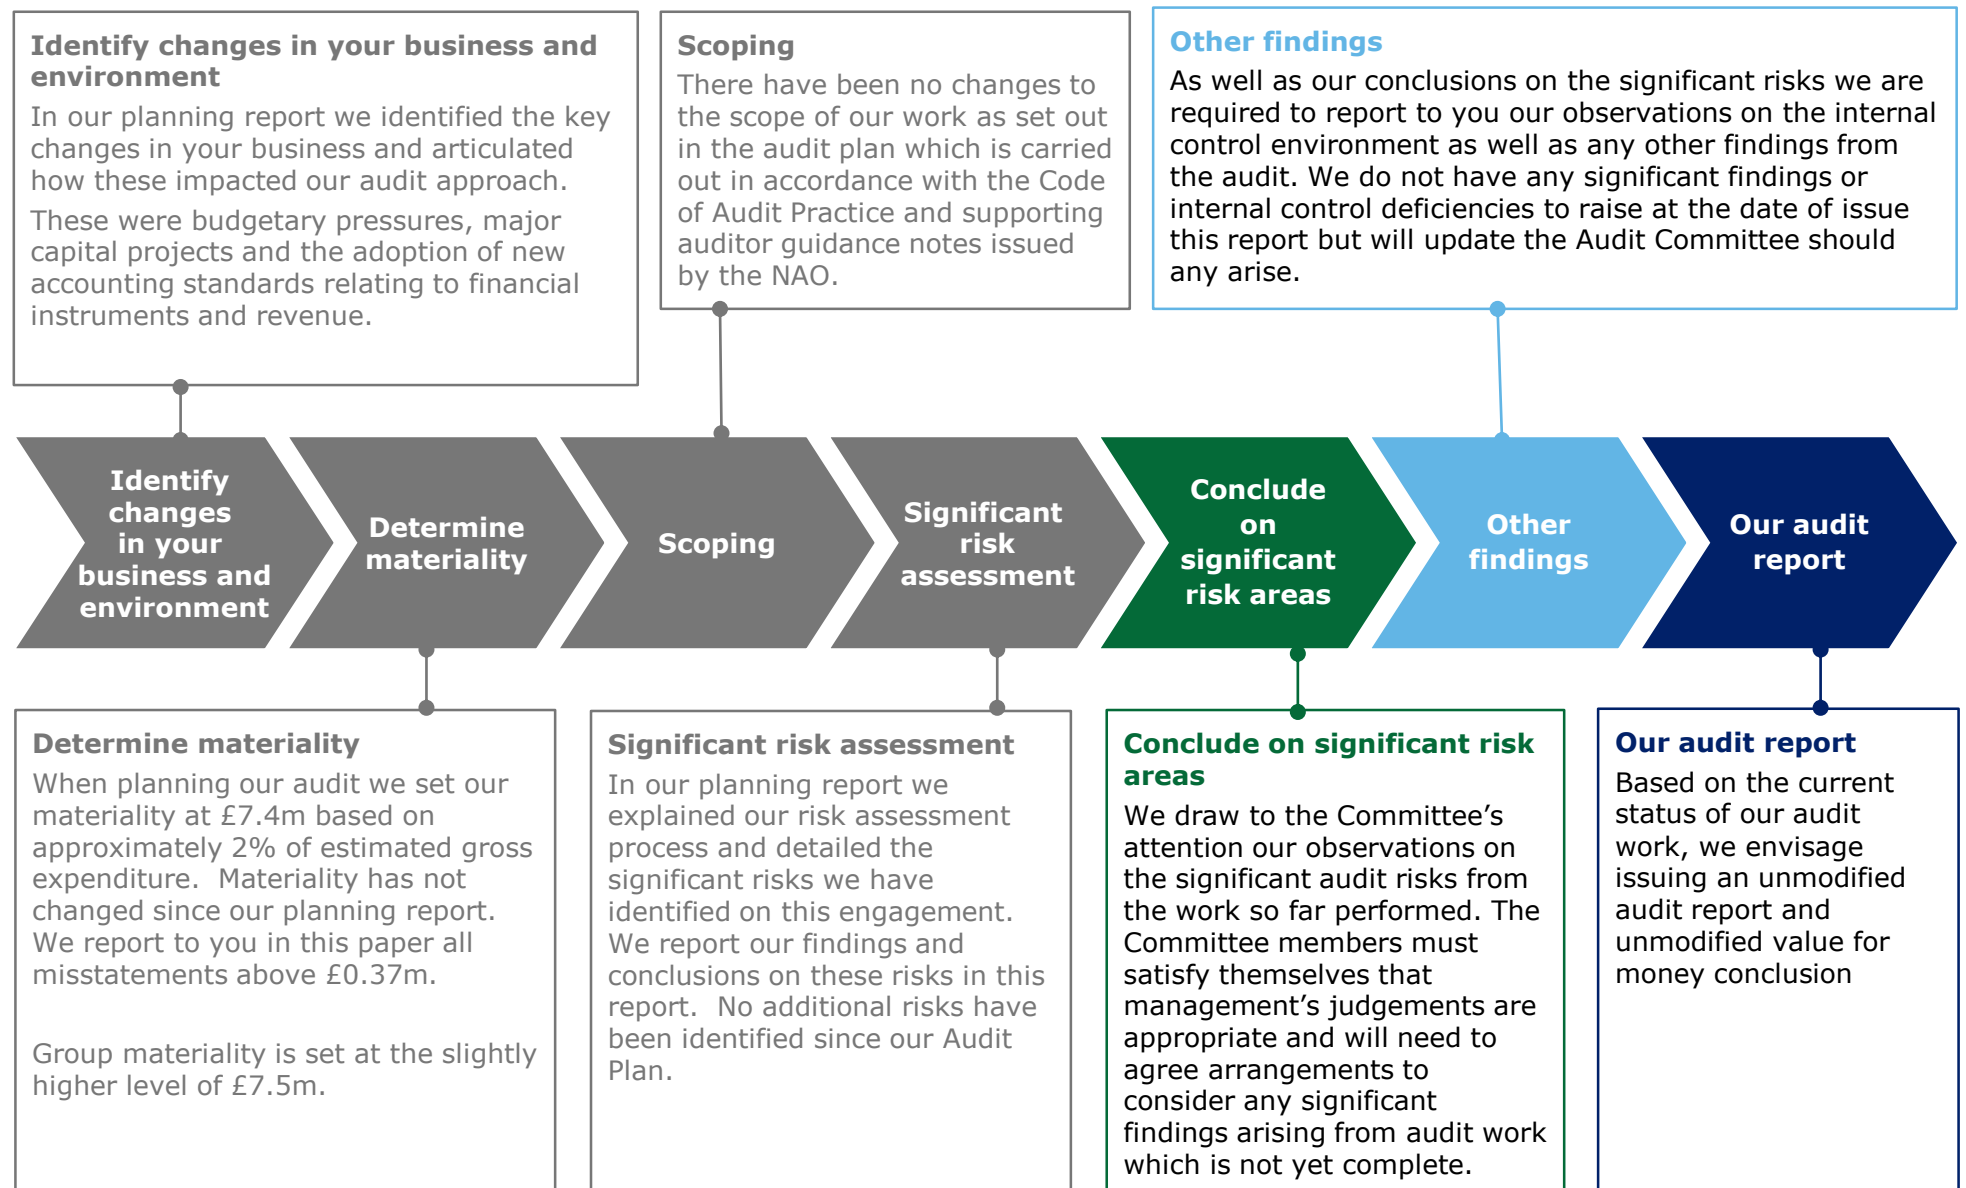 Identify changes in your business and
environment
In our planning report we identified the key
changes in your business and articulated
how these impacted our audit approach.
These were budgetary pressures, major
capital projects and the adoption of new
accounting standards relating to financial
instruments and revenue.
Scoping
There have been no changes to
the scope of our work as set out
in the audit plan which is carried
out in accordance with the Code
of Audit Practice and supporting
auditor guidance notes issued
by the NAO.
Other findings
As well as our conclusions on the significant risks we are
required to report to you our observations on the internal
control environment as well as any other findings from
the audit. We do not have any significant findings or
internal control deficiencies to raise at the date of issue
this report but will update the Audit Committee should
any arise.
Identify
changes
in your
business and
environment
Determine
materiality
Scoping
Significant
risk
assessment
Conclude
on
significant
risk areas
Other
findings
Our audit
report
Determine materiality
When planning our audit we set our
materiality at £7.4m based on
approximately 2% of estimated gross
expenditure.  Materiality has not
changed since our planning report.
We report to you in this paper all
misstatements above £0.37m.
Group materiality is set at the slightly
higher level of £7.5m.
Significant risk assessment
In our planning report we
explained our risk assessment
process and detailed the
significant risks we have
identified on this engagement.
We report our findings and
conclusions on these risks in this
report.  No additional risks have
been identified since our Audit
Plan.
Conclude on significant risk
areas
We draw to the Committee’s
attention our observations on
the significant audit risks from
the work so far performed. The
Committee members must
satisfy themselves that
management’s judgements are
appropriate and will need to
agree arrangements to
consider any significant
findings arising from audit work
which is not yet complete.
Our audit report
Based on the current
status of our audit
work, we envisage
issuing an unmodified
audit report and
unmodified value for
money conclusion